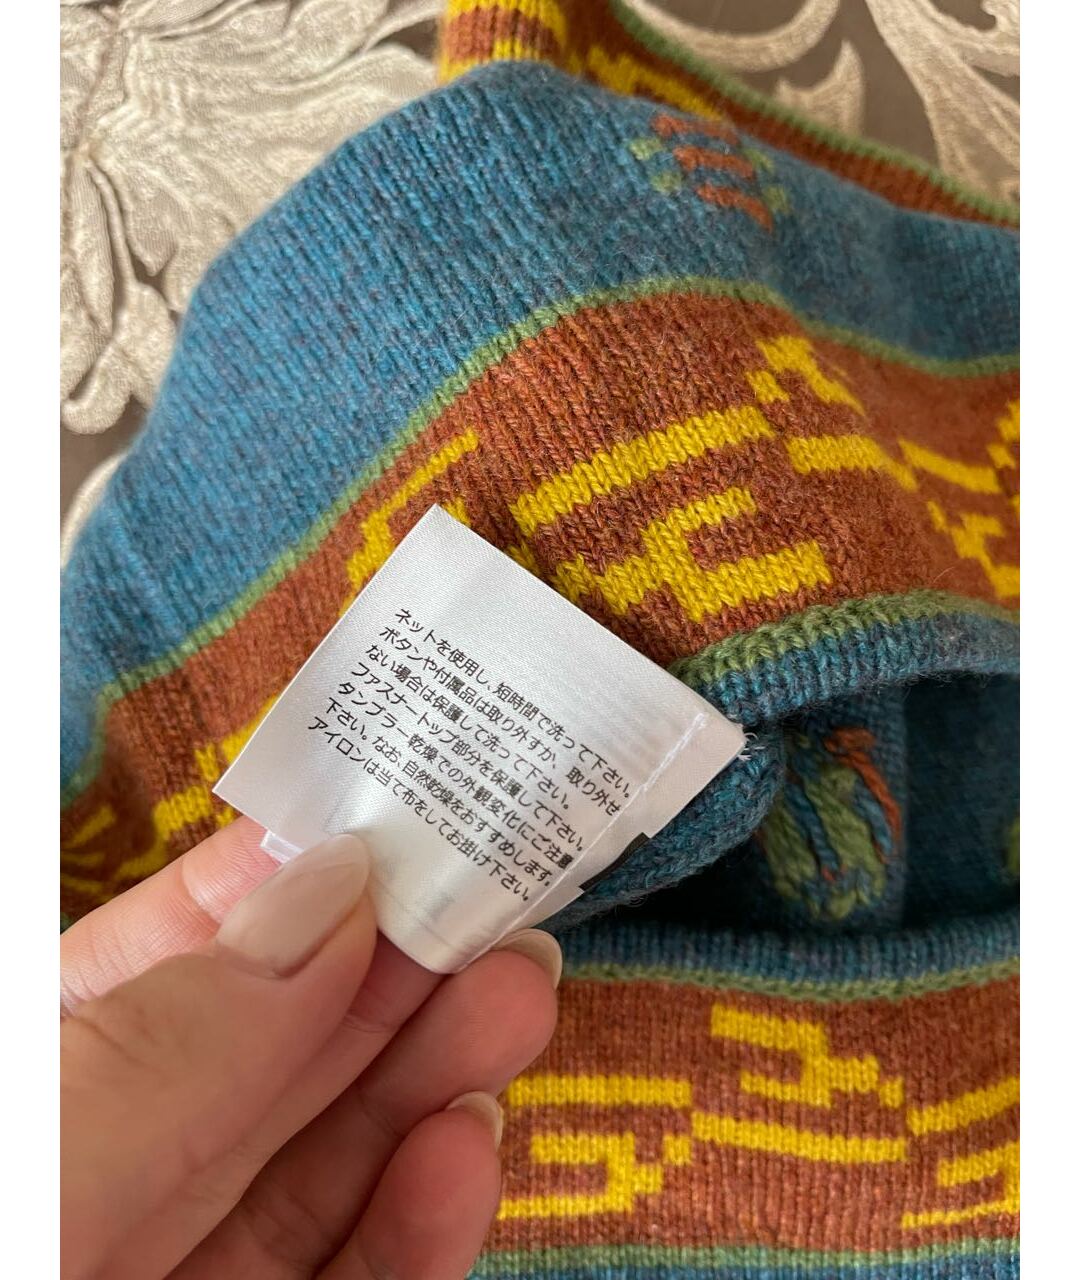 ネットを使用し、短時間で洗って下さい。
ボタンや付属品は取り外すか、取り外せ
ない場合は保護して洗って下さい。
ファスナートップ部分を保護して下さい。
タンブラー乾燥での外観変化にご注意
下さい。なお、自然乾燥をおすすめします。
アイロンは当て布をしてお掛け下さい。